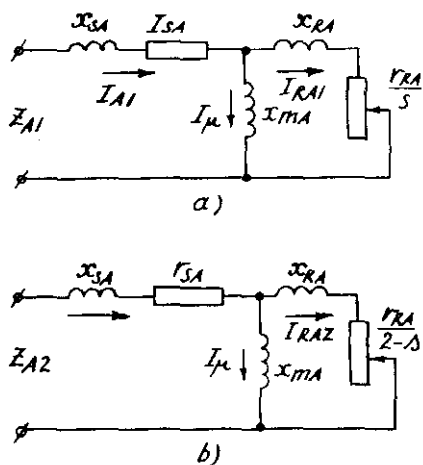 x_SA I_SA x_RA
I_A1 I_RA1 r_RA/s
Z_A1 I_μ x_mA
a)
x_SA r_SA x_RA
I_RA2 r_RA/2-s
Z_A2 I_μ x_mA
b)